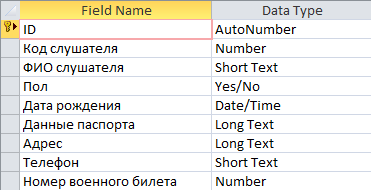 Field Name Data Type
ID AutoNumber
Код слушателя Number
ФИО слушателя Short Text
Пол Yes/No
Дата рождения Date/Time
Данные паспорта Long Text
Адрес Long Text
Телефон Short Text
Номер военного билета Number